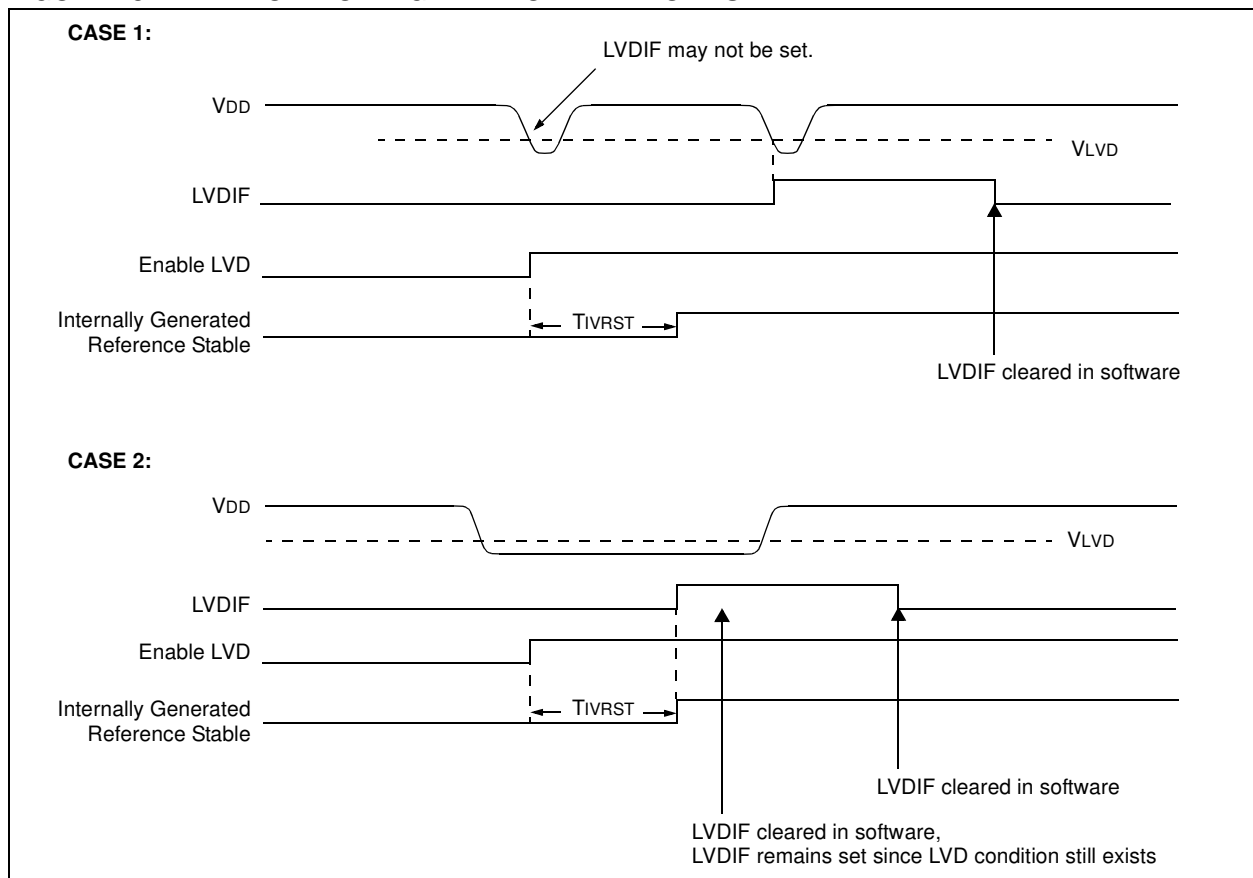 CASE 1:
LVDIF may not be set.
VDD
VLVD
LVDIF
Enable LVD
TIVRST
Internally Generated
Reference Stable
LVDIF cleared in software
CASE 2:
VDD
VLVD
LVDIF
Enable LVD
TIVRST
Internally Generated
Reference Stable
LVDIF cleared in software
LVDIF cleared in software,
LVDIF remains set since LVD condition still exists